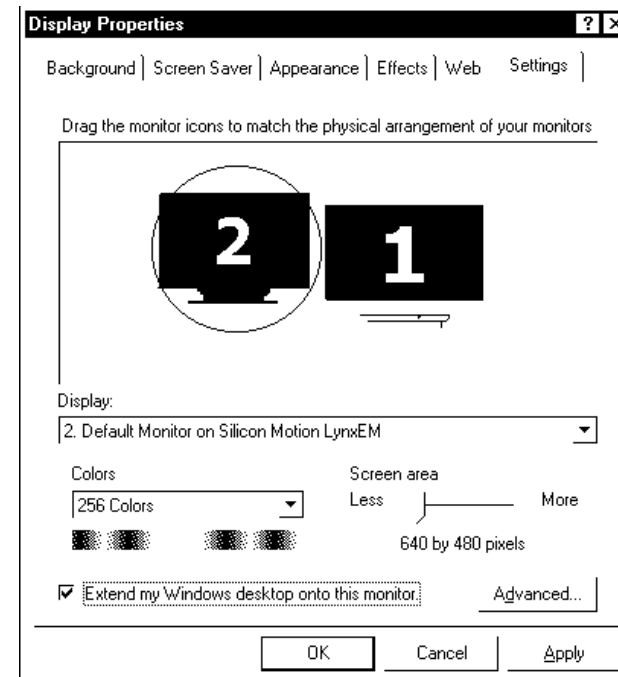 Display Properties ? ×
Background Screen Saver Appearance Effects Web Settings
Drag the monitor icons to match the physical arrangement of your monitors
2 1
Display:
2. Default Monitor on Silicon Motion LynxEM
Colors Screen area
256 Colors Less More
640 by 480 pixels
Extend my Windows desktop onto this monitor. Advanced...
OK Cancel Apply